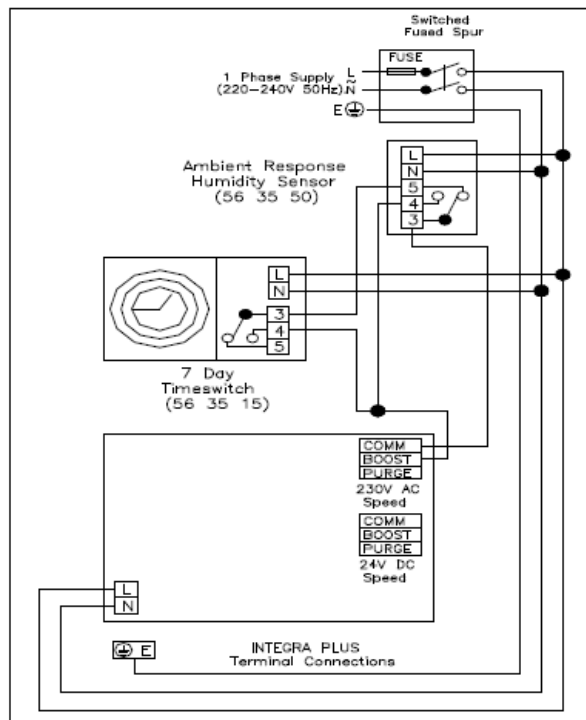 Switched
Fused Spur
FUSE
1 Phase Supply L
~
(220-240V 50Hz). N
E
Ambient Response
Humidity Sensor
(56 35 50)
L
N
5
4
3
L
N
3
4
5
7 Day
Timeswitch
(56 35 15)
COMM
BOOST
PURGE
230V AC
Speed
COMM
BOOST
PURGE
24V DC
Speed
L
N
E
INTEGRA PLUS
Terminal Connections